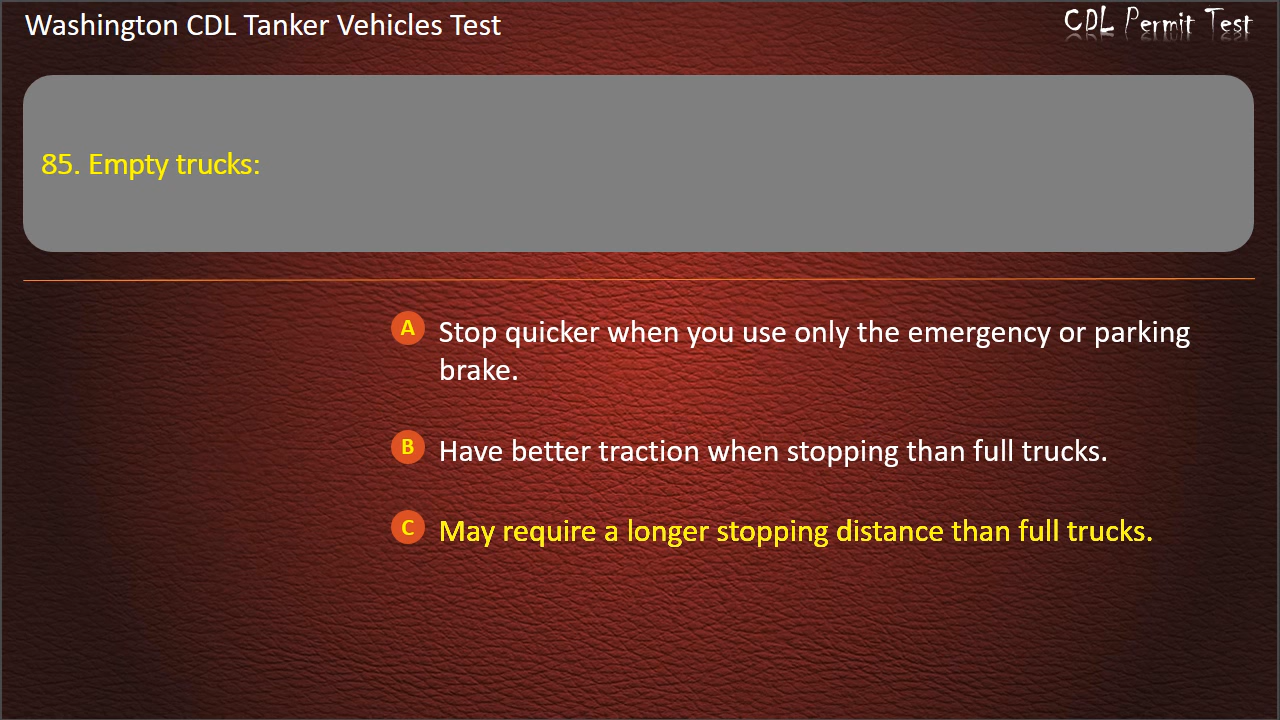 Washington CDL Tanker Vehicles Test
CDL Permit Test
85. Empty trucks:
A Stop quicker when you use only the emergency or parking
brake.
B Have better traction when stopping than full trucks.
C May require a longer stopping distance than full trucks.